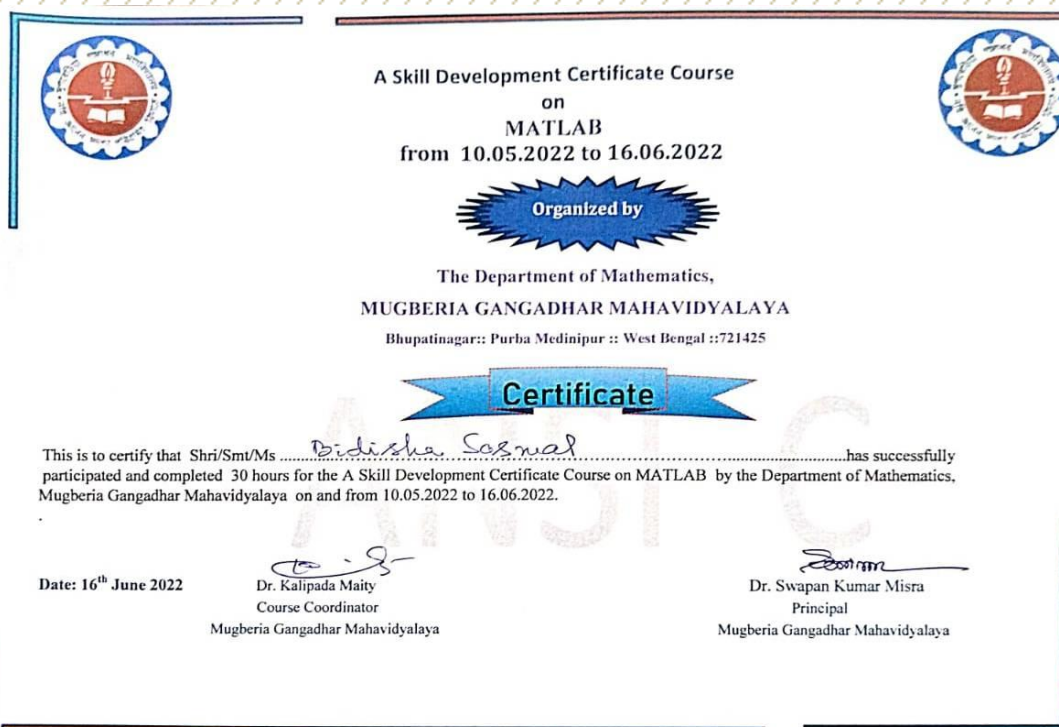 A Skill Development Certificate Course
on
MATLAB
from 10.05.2022 to 16.06.2022
Organized by
The Department of Mathematics,
MUGBERIA GANGADHAR MAHAVIDYALAYA
Bhupatinagar:: Purba Medinipur :: West Bengal ::721425
Certificate
This is to certify that Shri/Smt/Ms ....... Bidisha Sasmal ..............................has successfully
participated and completed 30 hours for the A Skill Development Certificate Course on MATLAB by the Department of Mathematics,
Mugberia Gangadhar Mahavidyalaya on and from 10.05.2022 to 16.06.2022.
.
Date: 16th June 2022
Dr. Kalipada Maity
Course Coordinator
Mugberia Gangadhar Mahavidyalaya
Dr. Swapan Kumar Misra
Principal
Mugberia Gangadhar Mahavidyalaya